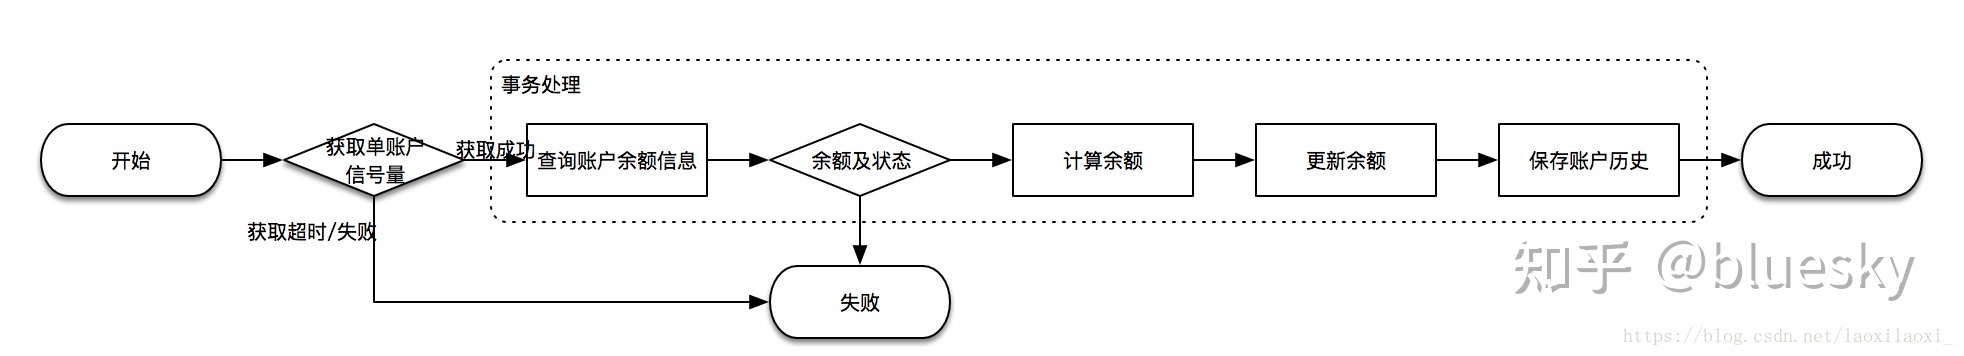 事务处理
开始
获取单账户
信号量
获取成功
查询账户余额信息
余额及状态
计算余额
更新余额
保存账户历史
成功
获取超时/失败
失败
知乎 @bluesky
https://blog.csdn.net/laoxilaoxi_